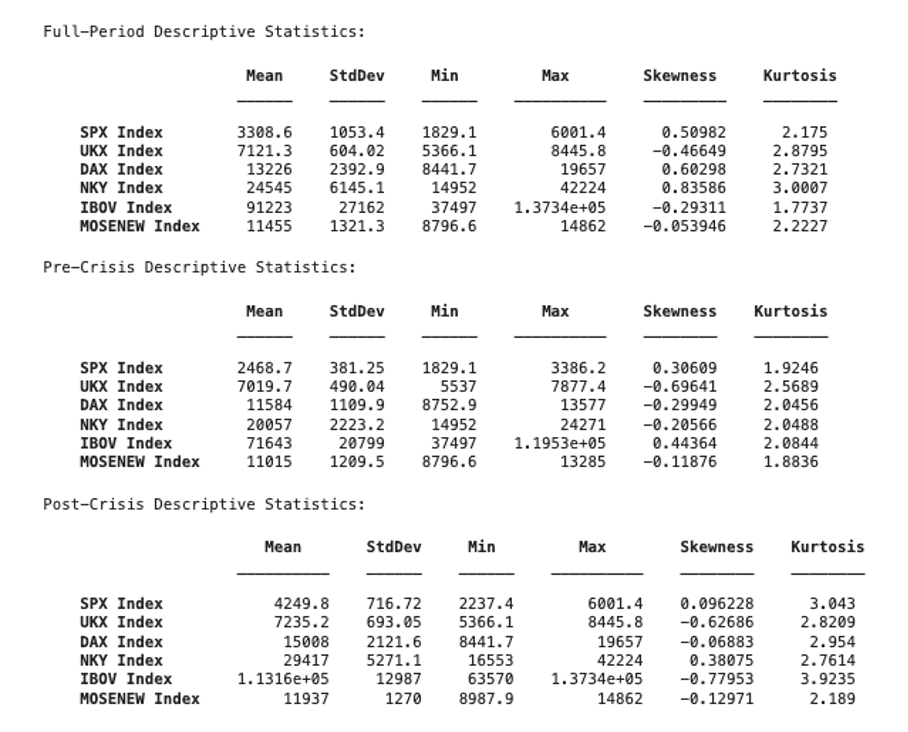 Full-Period Descriptive Statistics:
Mean StdDev Min Max Skewness Kurtosis
SPX Index 3308.6 1053.4 1829.1 6001.4 0.50982 2.175
UKX Index 7121.3 604.02 5366.1 8445.8 -0.46649 2.8795
DAX Index 13226 2392.9 8441.7 19657 0.60298 2.7321
NKY Index 24545 6145.1 14952 42224 0.83586 3.0007
IBOV Index 91223 27162 37497 1.3734e+05 -0.29311 1.7737
MOSENEW Index 11455 1321.3 8796.6 14862 -0.053946 2.2227
Pre-Crisis Descriptive Statistics:
Mean StdDev Min Max Skewness Kurtosis
SPX Index 2468.7 381.25 1829.1 3386.2 0.30609 1.9246
UKX Index 7019.7 490.04 5537 7877.4 -0.69641 2.5689
DAX Index 11584 1109.9 8752.9 13577 -0.29949 2.0456
NKY Index 20057 2223.2 14952 24271 -0.20566 2.0488
IBOV Index 71643 20799 37497 1.1953e+05 0.44364 2.0844
MOSENEW Index 11015 1209.5 8796.6 13285 -0.11876 1.8836
Post-Crisis Descriptive Statistics:
Mean StdDev Min Max Skewness Kurtosis
SPX Index 4249.8 716.72 2237.4 6001.4 0.096228 3.043
UKX Index 7235.2 693.05 5366.1 8445.8 -0.62686 2.8209
DAX Index 15008 2121.6 8441.7 19657 -0.06883 2.954
NKY Index 29417 5271.1 16553 42224 0.38075 2.7614
IBOV Index 1.1316e+05 12987 63570 1.3734e+05 -0.77953 3.9235
MOSENEW Index 11937 1270 8987.9 14862 -0.12971 2.189